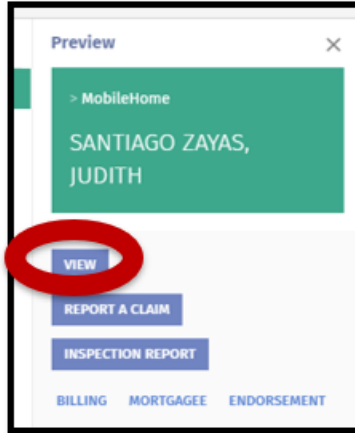 Preview ×
> MobileHome
SANTIAGO ZAYAS,
JUDITH
VIEW
REPORT A CLAIM
INSPECTION REPORT
BILLING MORTGAGEE ENDORSEMENT